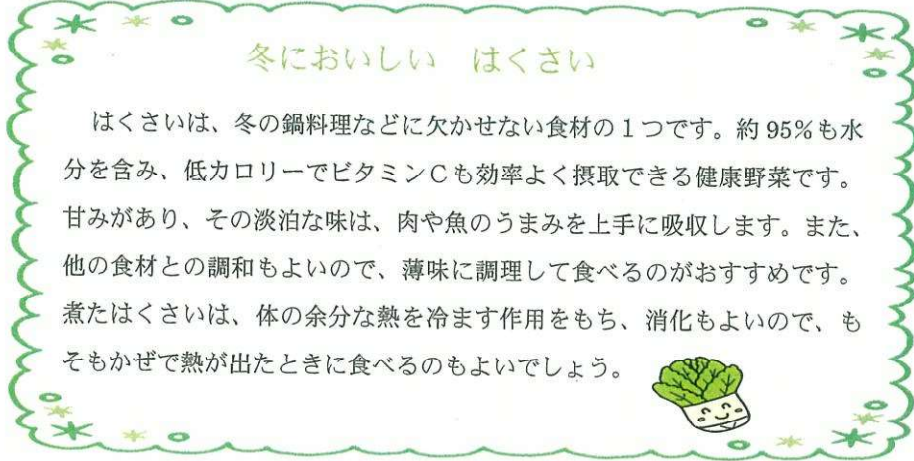 冬においしい　はくさい
はくさいは、冬の鍋料理などに欠かせない食材の１つです。約 95%も水
分を含み、低カロリーでビタミンＣも効率よく摂取できる健康野菜です。
甘みがあり、その淡泊な味は、肉や魚のうまみを上手に吸収します。また、
他の食材との調和もよいので、薄味に調理して食べるのがおすすめです。
煮たはくさいは、体の余分な熱を冷ます作用をもち、消化もよいので、も
そもかぜで熱が出たときに食べるのもよいでしょう。